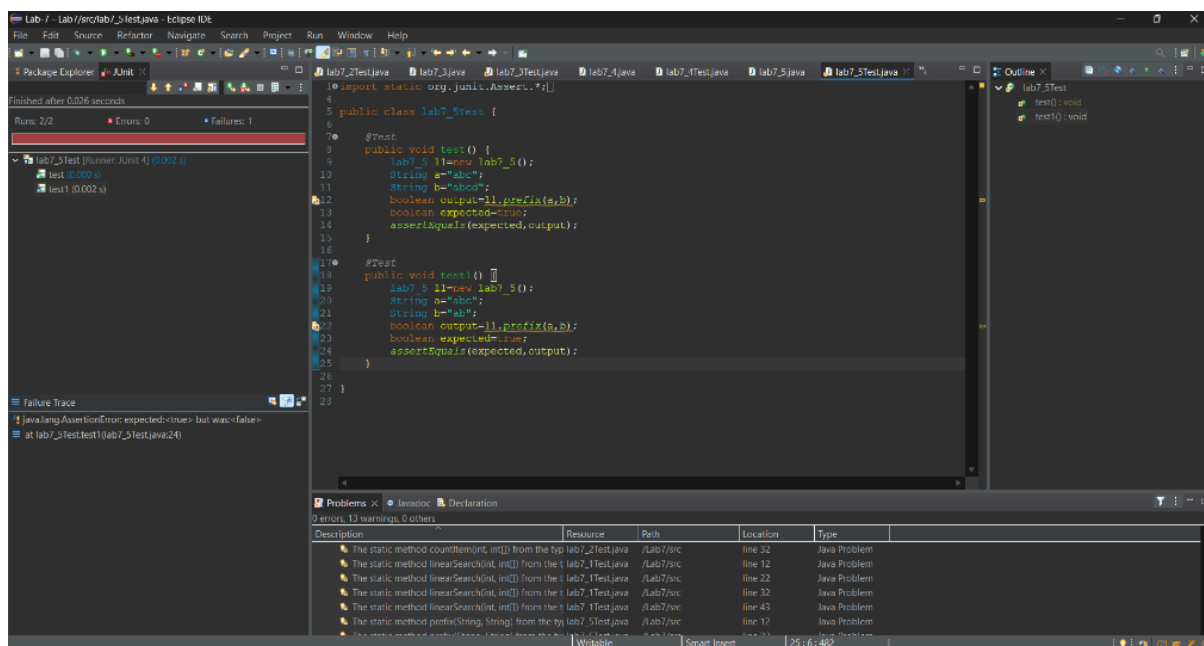 Lab-7 - Lab7/src/lab7_5Test.java - Eclipse IDE
File Edit Source Refactor Navigate Search Project Run Window Help
Package Explorer JUnit
Finished after 0.026 seconds
Runs: 2/2 Errors: 0 Failures: 1
lab7_5Test [Runner: JUnit 4] (0.002 s)
test (0.000 s)
test1 (0.002 s)
Failure Trace
java.lang.AssertionError: expected:<true> but was:<false>
at lab7_5Test.test1(lab7_5Test.java:24)
lab7_2Test.java lab7_3.java lab7_3Test.java lab7_4.java lab7_4Test.java lab7_5.java lab7_5Test.java
1 import static org.junit.Assert.*;
4
5 public class lab7_5Test {
6
7 @Test
8 public void test() {
9 lab7_5 l1=new lab7_5();
10 String a="abc";
11 String b="abcd";
12 boolean output=l1.prefix(a,b);
13 boolean expected=true;
14 assertEquals(expected,output);
15 }
16
17 @Test
18 public void test1() {
19 lab7_5 l1=new lab7_5();
20 String a="abc";
21 String b="ab";
22 boolean output=l1.prefix(a,b);
23 boolean expected=true;
24 assertEquals(expected,output);
25 }
26
27 }
28
Outline
lab7_5Test
test() : void
test1() : void
Problems Javadoc Declaration
0 errors, 13 warnings, 0 others
Description Resource Path Location Type
The static method countItem(int, int[]) from the typ lab7_2Test.java /Lab7/src line 32 Java Problem
The static method linearSearch(int, int[]) from the t lab7_1Test.java /Lab7/src line 12 Java Problem
The static method linearSearch(int, int[]) from the t lab7_1Test.java /Lab7/src line 22 Java Problem
The static method linearSearch(int, int[]) from the t lab7_1Test.java /Lab7/src line 32 Java Problem
The static method linearSearch(int, int[]) from the t lab7_1Test.java /Lab7/src line 43 Java Problem
The static method prefix(String, String) from the typ lab7_5Test.java /Lab7/src line 12 Java Problem
Writable Smart Insert 25 : 6 : 482